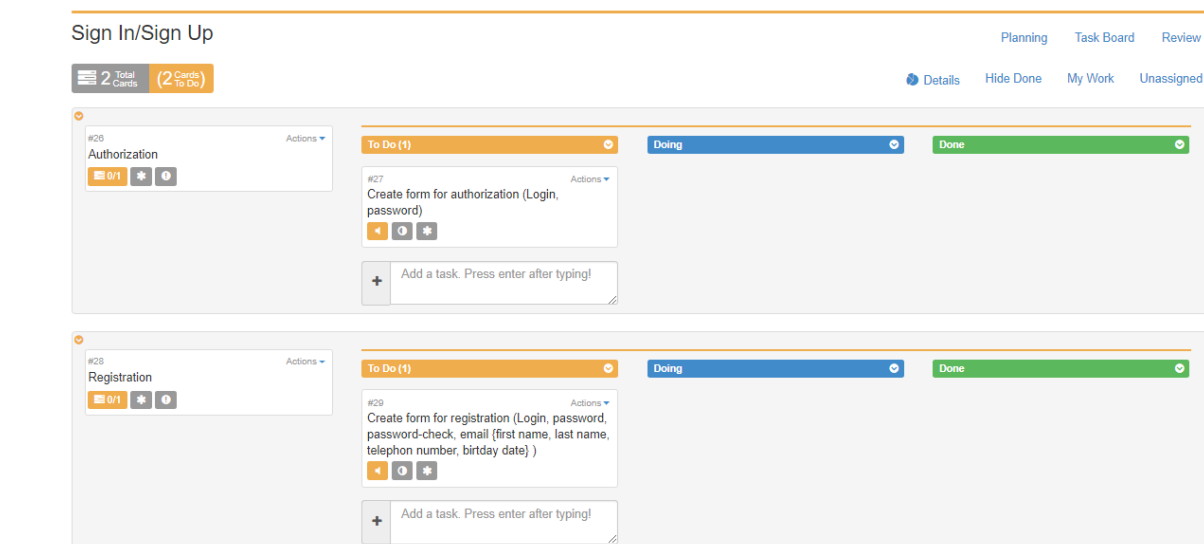 Sign In/Sign Up
Planning Task Board Review
2 Total Cards (2 Cards To Do)
Details Hide Done My Work Unassigned
#26 Actions
Authorization
0/1
To Do (1) Doing Done
#27 Actions
Create form for authorization (Login,
password)
Add a task. Press enter after typing!
#28 Actions
Registration
0/1
To Do (1) Doing Done
#29 Actions
Create form for registration (Login, password,
password-check, email {first name, last name,
telephon number, birtday date} )
Add a task. Press enter after typing!